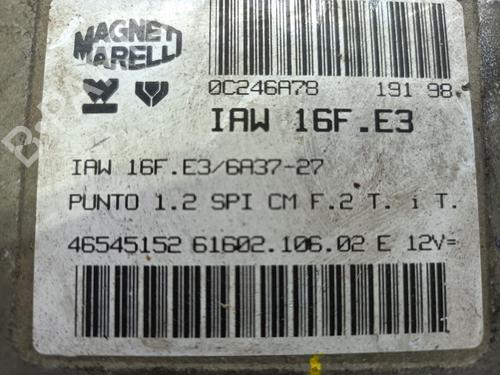 MAGNETI
MARELLI
0C246A78 191 98
IAW 16F.E3
IAW 16F.E3/6A37-27
PUNTO 1.2 SPI CM F.2 T. i T.
46545152 61602.106.02 E 12V=